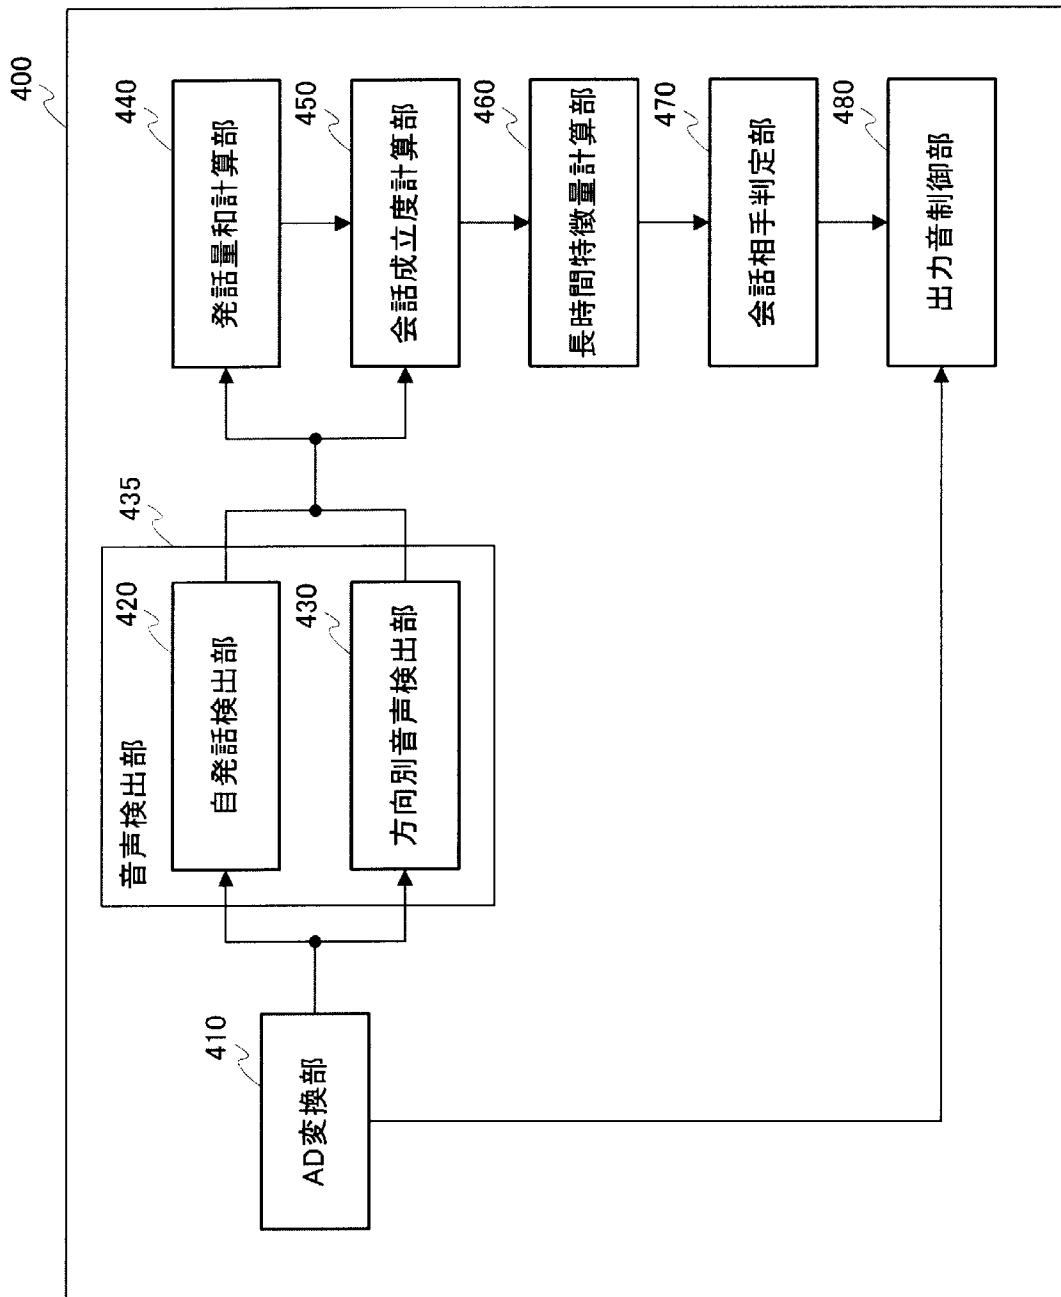 400
410
AD変換部
435
音声検出部
420
自発話検出部
430
方向別音声検出部
440
発話量和計算部
450
会話成立度計算部
460
長時間特徴量計算部
470
会話相手判定部
480
出力音制御部